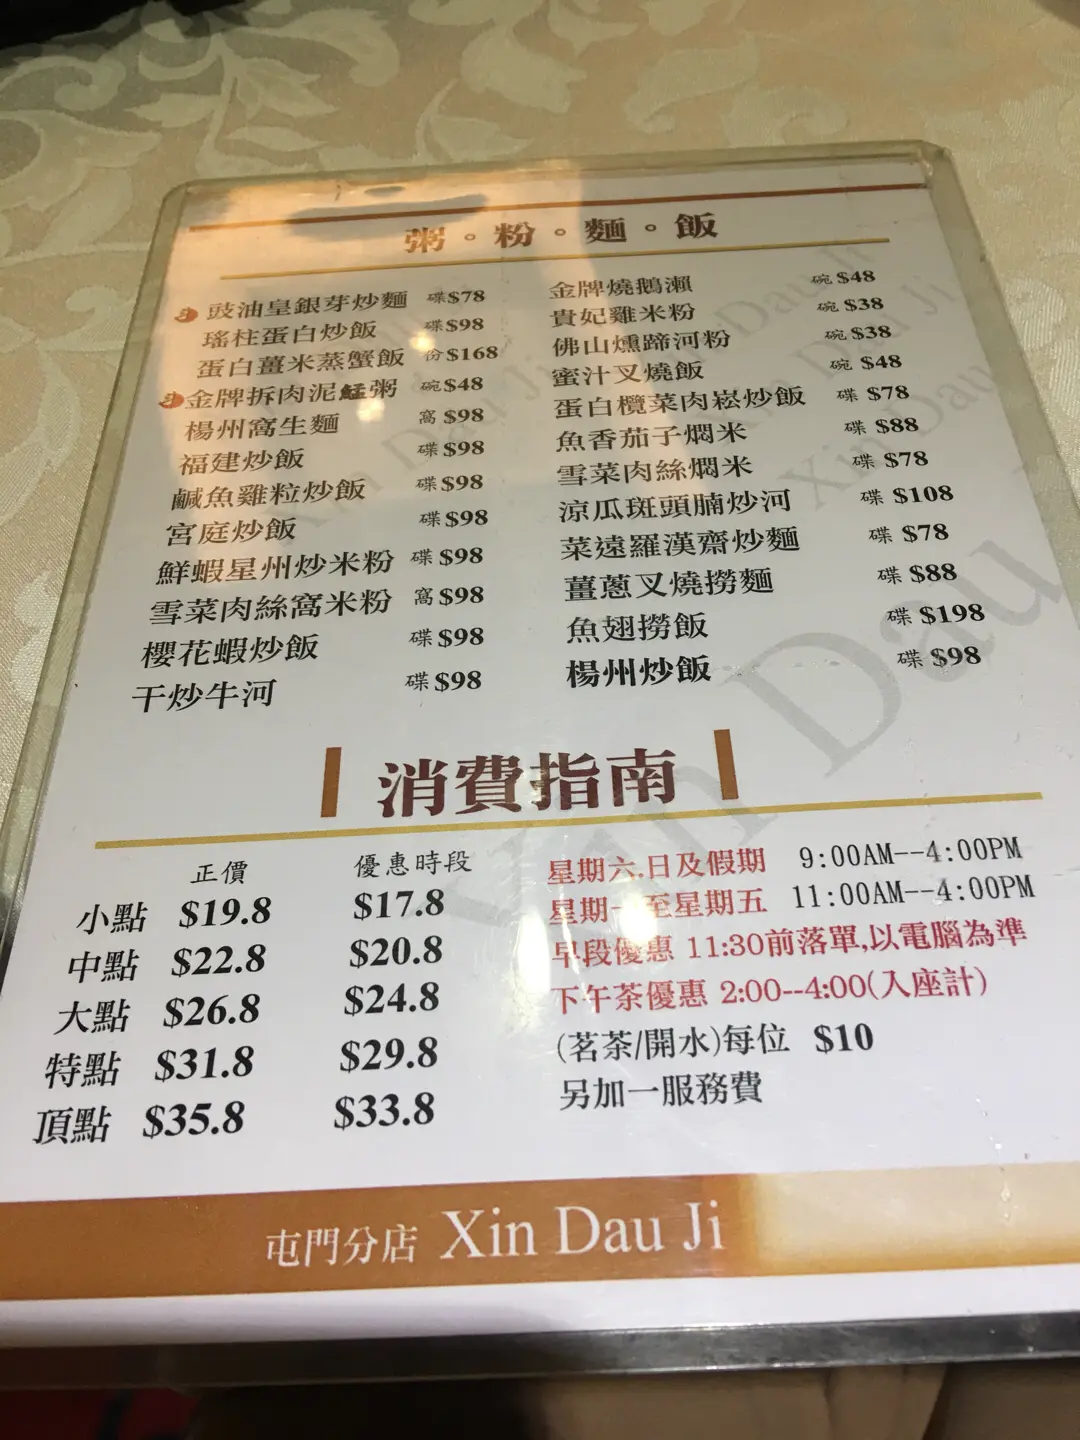 粥。粉。麵。飯
豉油皇銀芽炒麵 碟$78
瑤柱蛋白炒飯 碟$98
蛋白薑米蒸蟹飯 份$168
金牌拆肉泥鯭粥 碗$48
楊州窩生麵 窩$98
福建炒飯 碟$98
鹹魚雞粒炒飯 碟$98
宮庭炒飯 碟$98
鮮蝦星州炒米粉 碟$98
雪菜肉絲窩米粉 窩$98
櫻花蝦炒飯 碟$98
干炒牛河 碟$98
金牌燒鵝瀨 碗$48
貴妃雞米粉 碗$38
佛山燻蹄河粉 碗$38
蜜汁叉燒飯 碗$48
蛋白欖菜肉崧炒飯 碟$78
魚香茄子燜米 碟$88
雪菜肉絲燜米 碟$78
涼瓜斑頭腩炒河 碟$108
菜遠羅漢齋炒麵 碟$78
薑蔥叉燒撈麵 碟$88
魚翅撈飯 碟$198
楊州炒飯 碟$98
消費指南
正價 優惠時段
小點 $19.8 $17.8
中點 $22.8 $20.8
大點 $26.8 $24.8
特點 $31.8 $29.8
頂點 $35.8 $33.8
星期六.日及假期 9:00AM--4:00PM
星期一至星期五 11:00AM--4:00PM
早段優惠 11:30前落單,以電腦為準
下午茶優惠 2:00--4:00(入座計)
(茗茶/開水)每位 $10
另加一服務費
屯門分店 Xin Dau Ji